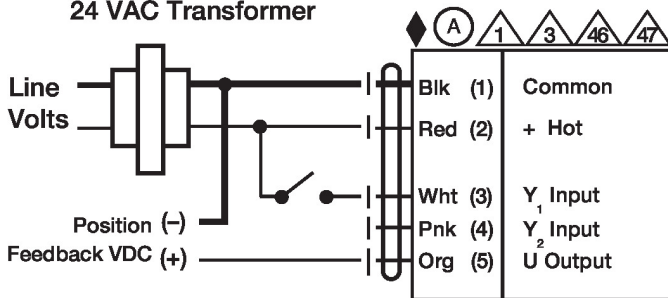 24 VAC Transformer
A 1 3 46 47
Line Volts
Blk (1) Common
Red (2) + Hot
Wht (3) Y1 Input
Pnk (4) Y2 Input
Org (5) U Output
Position (–)
Feedback VDC (+)